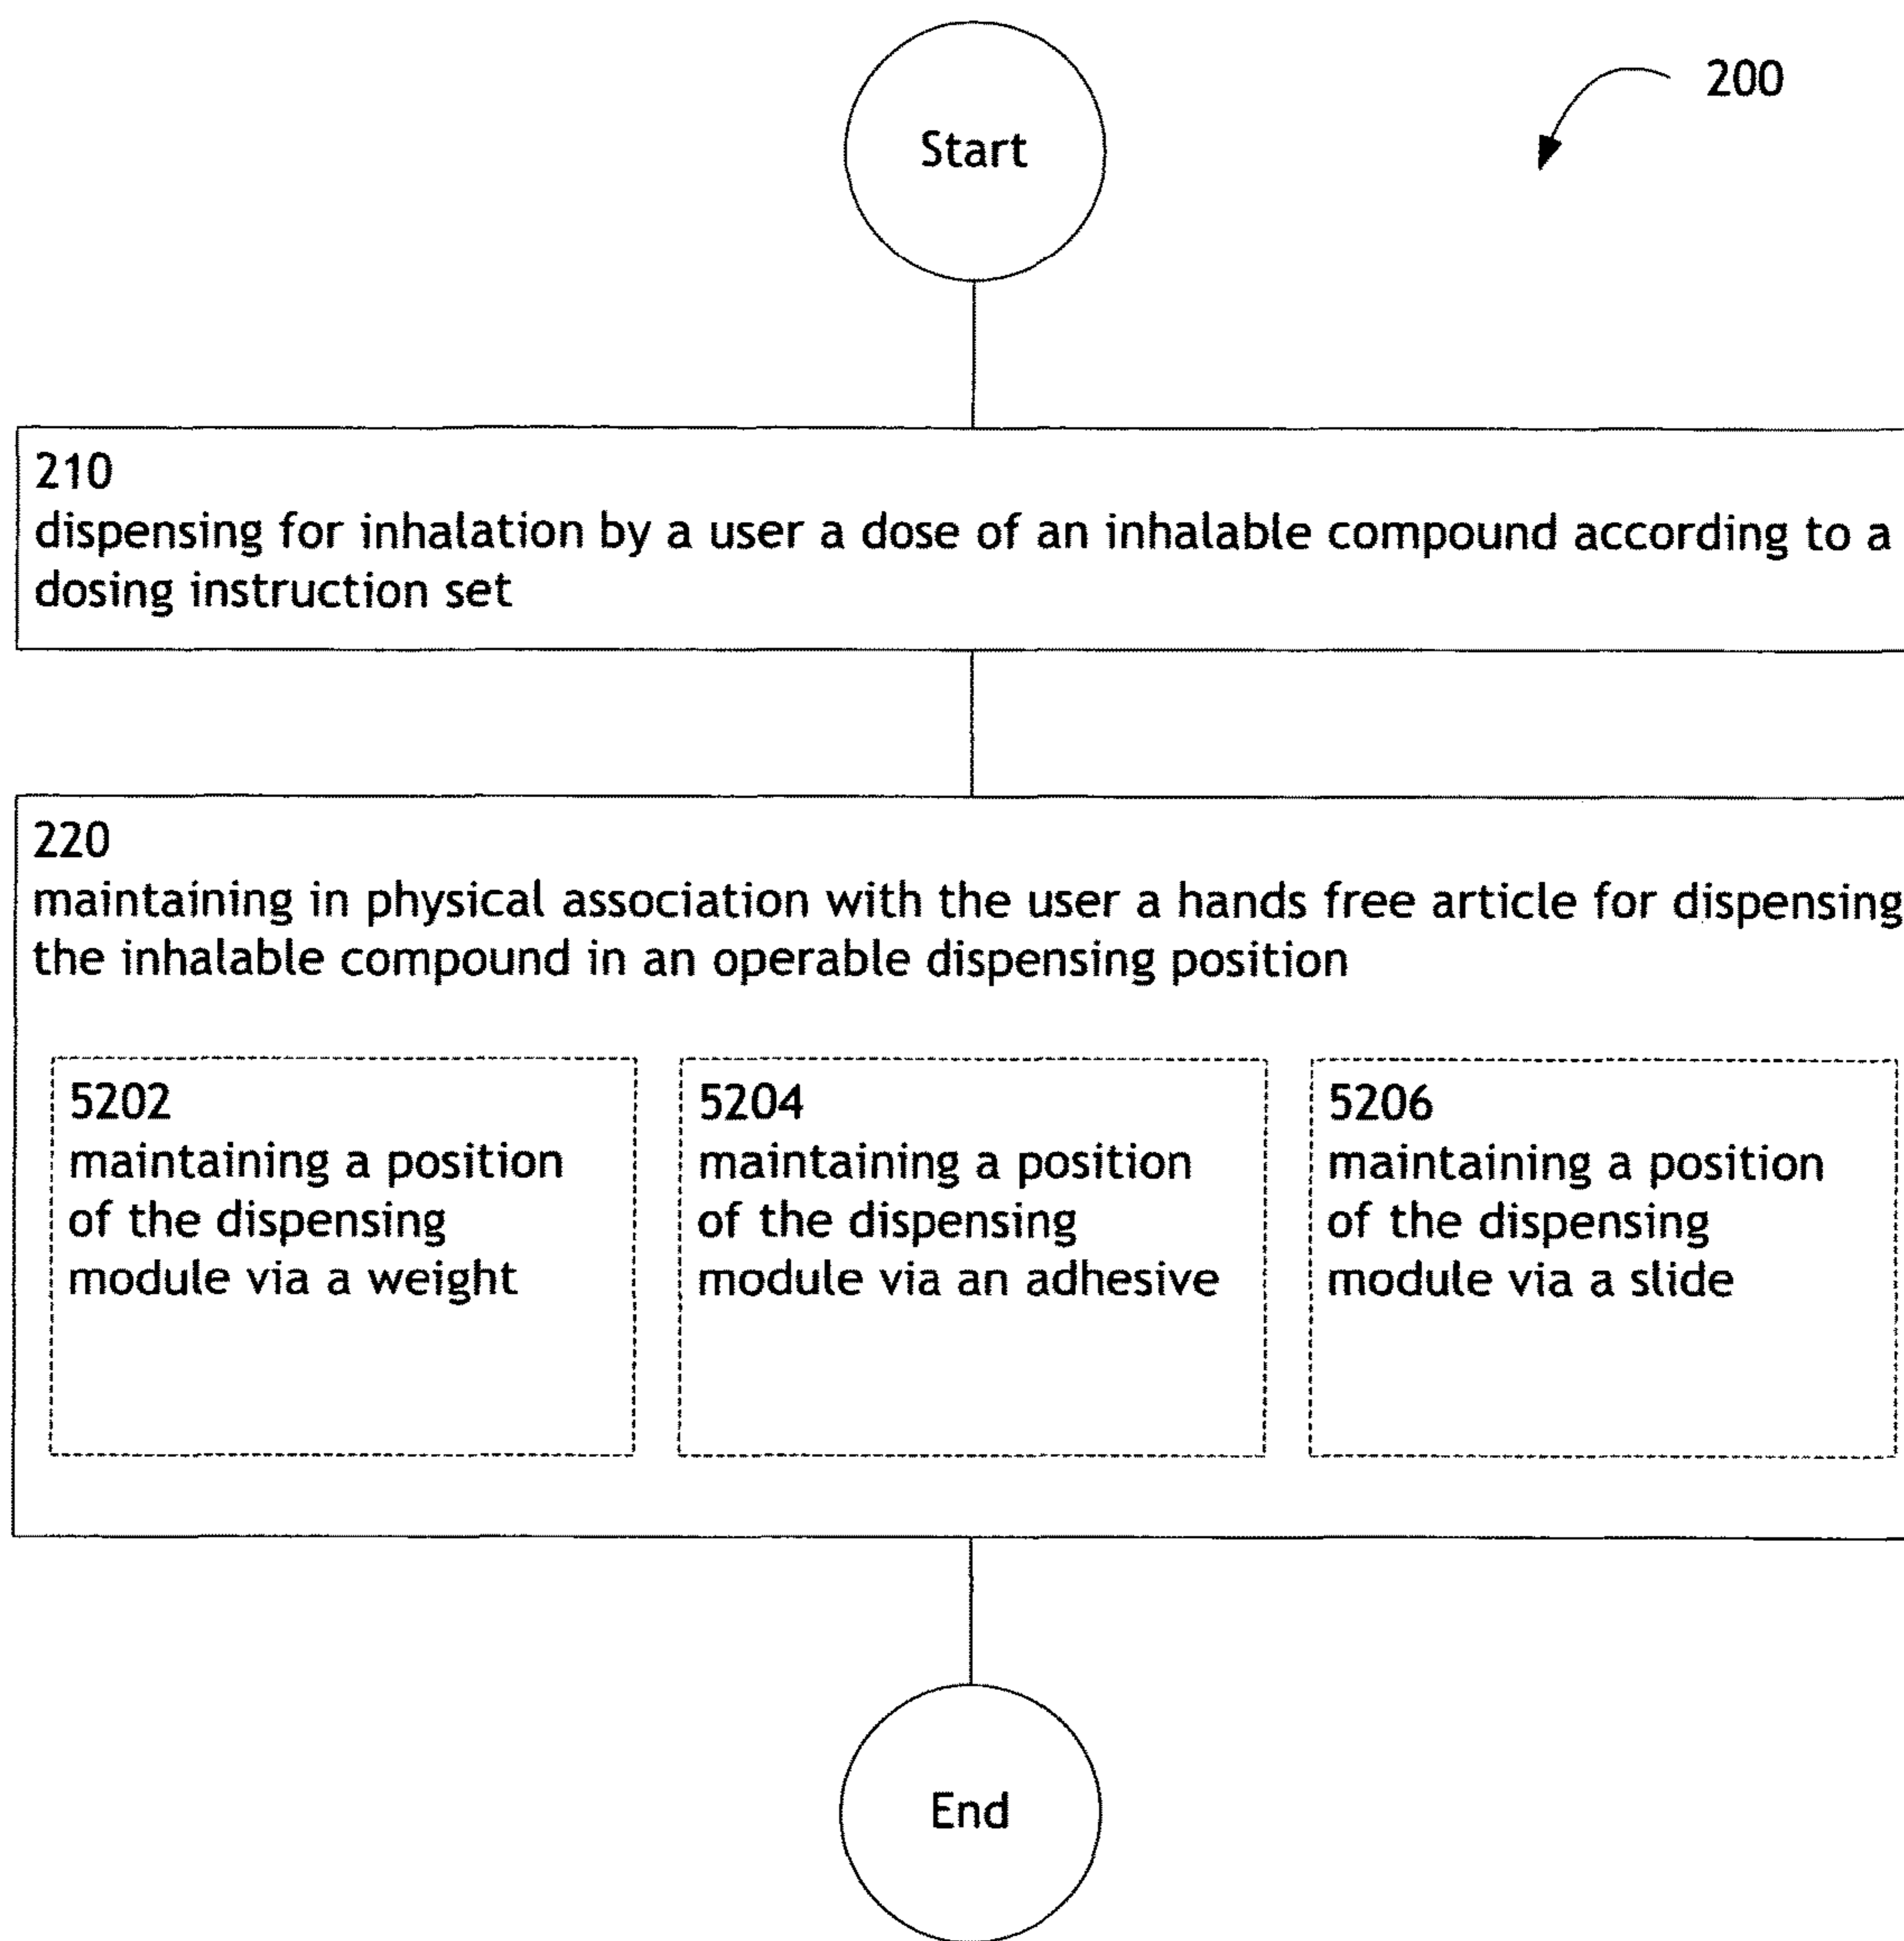 Start
200
210
dispensing for inhalation by a user a dose of an inhalable compound according to a
dosing instruction set
220
maintaining in physical association with the user a hands free article for dispensing
the inhalable compound in an operable dispensing position
5202
maintaining a position
of the dispensing
module via a weight
5204
maintaining a position
of the dispensing
module via an adhesive
5206
maintaining a position
of the dispensing
module via a slide
End